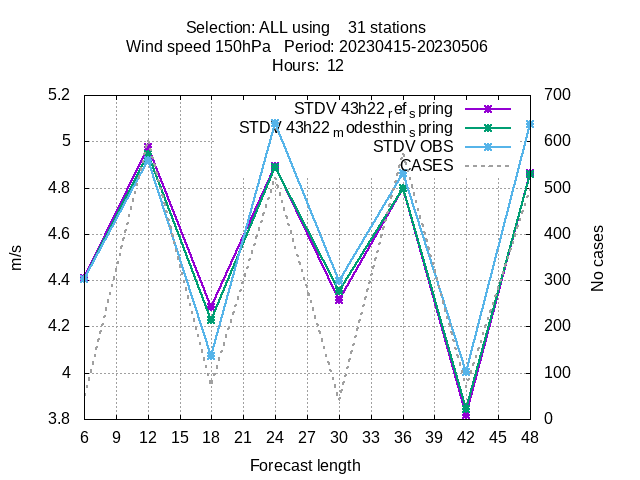 Selection: ALL using 31 stations
Wind speed 150hPa Period: 20230415-20230506
Hours: 12
STDV 43h22 ref spring
STDV 43h22 modesthin spring
STDV OBS
CASES
5.2
5
4.8
4.6
4.4
4.2
4
3.8
m/s
700
600
500
400
300
200
100
0
No cases
6 9 12 15 18 21 24 27 30 33 36 39 42 45 48
Forecast length